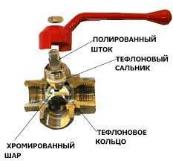 ПОЛИРОВАННЫЙ
ШТОК
ТЕФЛОНОВЫЙ
САЛЬНИК
ТЕФЛОНОВОЕ
КОЛЬЦО
ХРОМИРОВАННЫЙ
ШАР